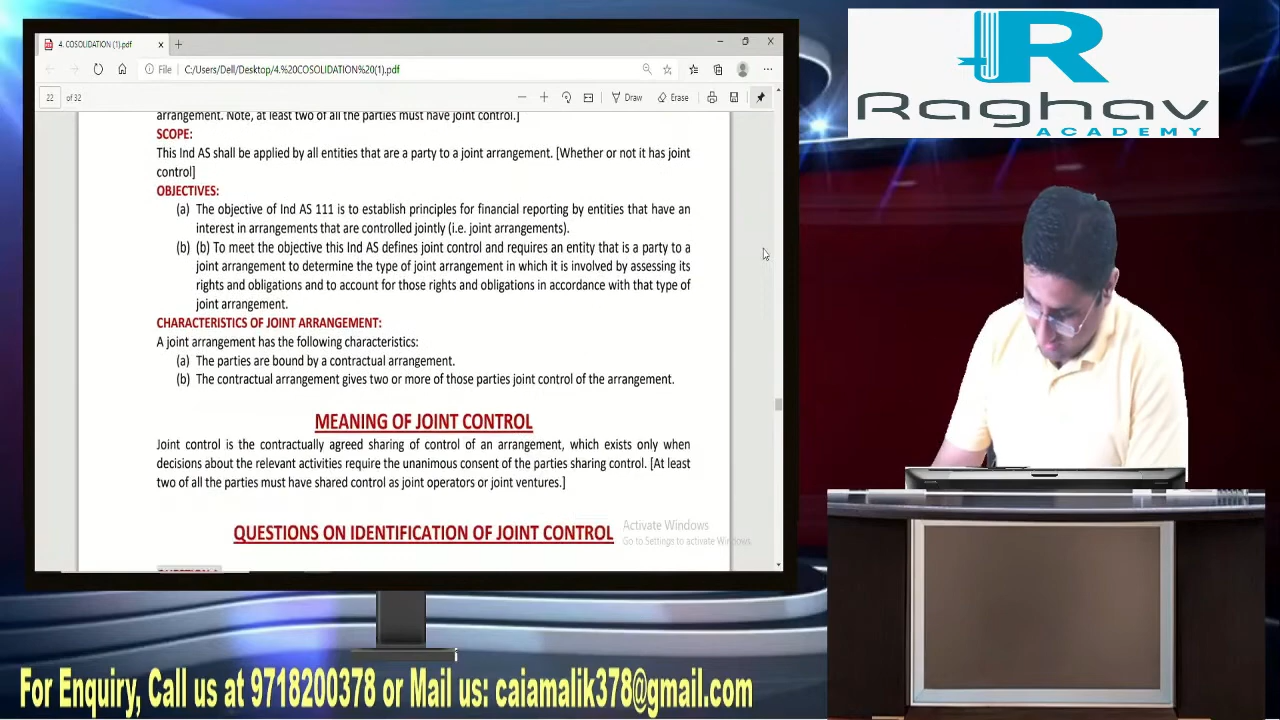 4. COSOLIDATION (1).pdf
File
C:/Users/Dell/Desktop/4.%20COSOLIDATION%20(1).pdf
22 of 32
Draw
Erase
arrangement. Note, at least two of all the parties must have joint control.]
SCOPE:
This Ind AS shall be applied by all entities that are a party to a joint arrangement. [Whether or not it has joint
control]
OBJECTIVES:
(a) The objective of Ind AS 111 is to establish principles for financial reporting by entities that have an
interest in arrangements that are controlled jointly (i.e. joint arrangements).
(b) (b) To meet the objective this Ind AS defines joint control and requires an entity that is a party to a
joint arrangement to determine the type of joint arrangement in which it is involved by assessing its
rights and obligations and to account for those rights and obligations in accordance with that type of
joint arrangement.
CHARACTERISTICS OF JOINT ARRANGEMENT:
A joint arrangement has the following characteristics:
(a) The parties are bound by a contractual arrangement.
(b) The contractual arrangement gives two or more of those parties joint control of the arrangement.
MEANING OF JOINT CONTROL
Joint control is the contractually agreed sharing of control of an arrangement, which exists only when
decisions about the relevant activities require the unanimous consent of the parties sharing control. [At least
two of all the parties must have shared control as joint operators or joint ventures.]
QUESTIONS ON IDENTIFICATION OF JOINT CONTROL
Activate Windows
Go to Settings to activate Windows.
R
Raghav
ACADEMY
For Enquiry, Call us at 9718200378 or Mail us: caiamalik378@gmail.com